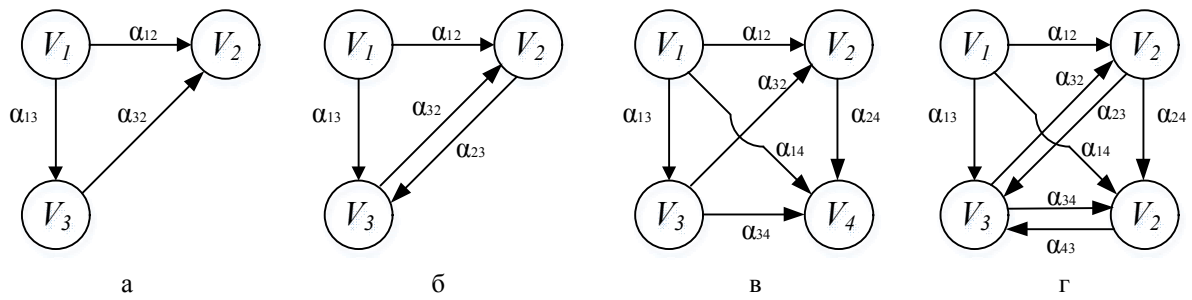 V1 α12 V2 V1 α12 V2 V1 α12 V2 V1 α12 V2
α13 α32 α13 α32 α23 α13 α32 α14 α24 α13 α32 α23 α14 α24
V3 V3 V3 α34 V4 V3 α34 α43 V2
а б в г